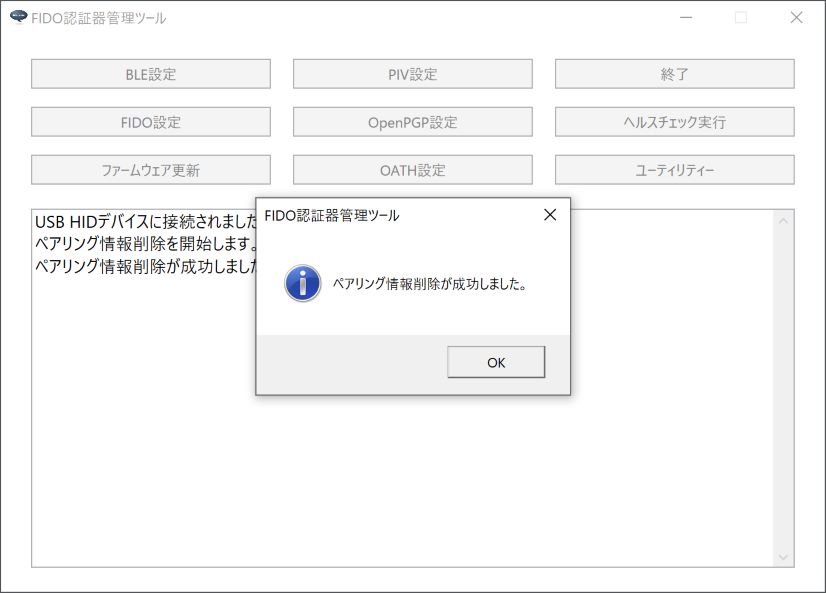 FIDO認証器管理ツール
BLE設定
PIV設定
終了
FIDO設定
OpenPGP設定
ヘルスチェック実行
ファームウェア更新
OATH設定
ユーティリティー
USB HIDデバイスに接続されました
ペアリング情報削除を開始します。
ペアリング情報削除が成功しました
FIDO認証器管理ツール
ペアリング情報削除が成功しました。
OK